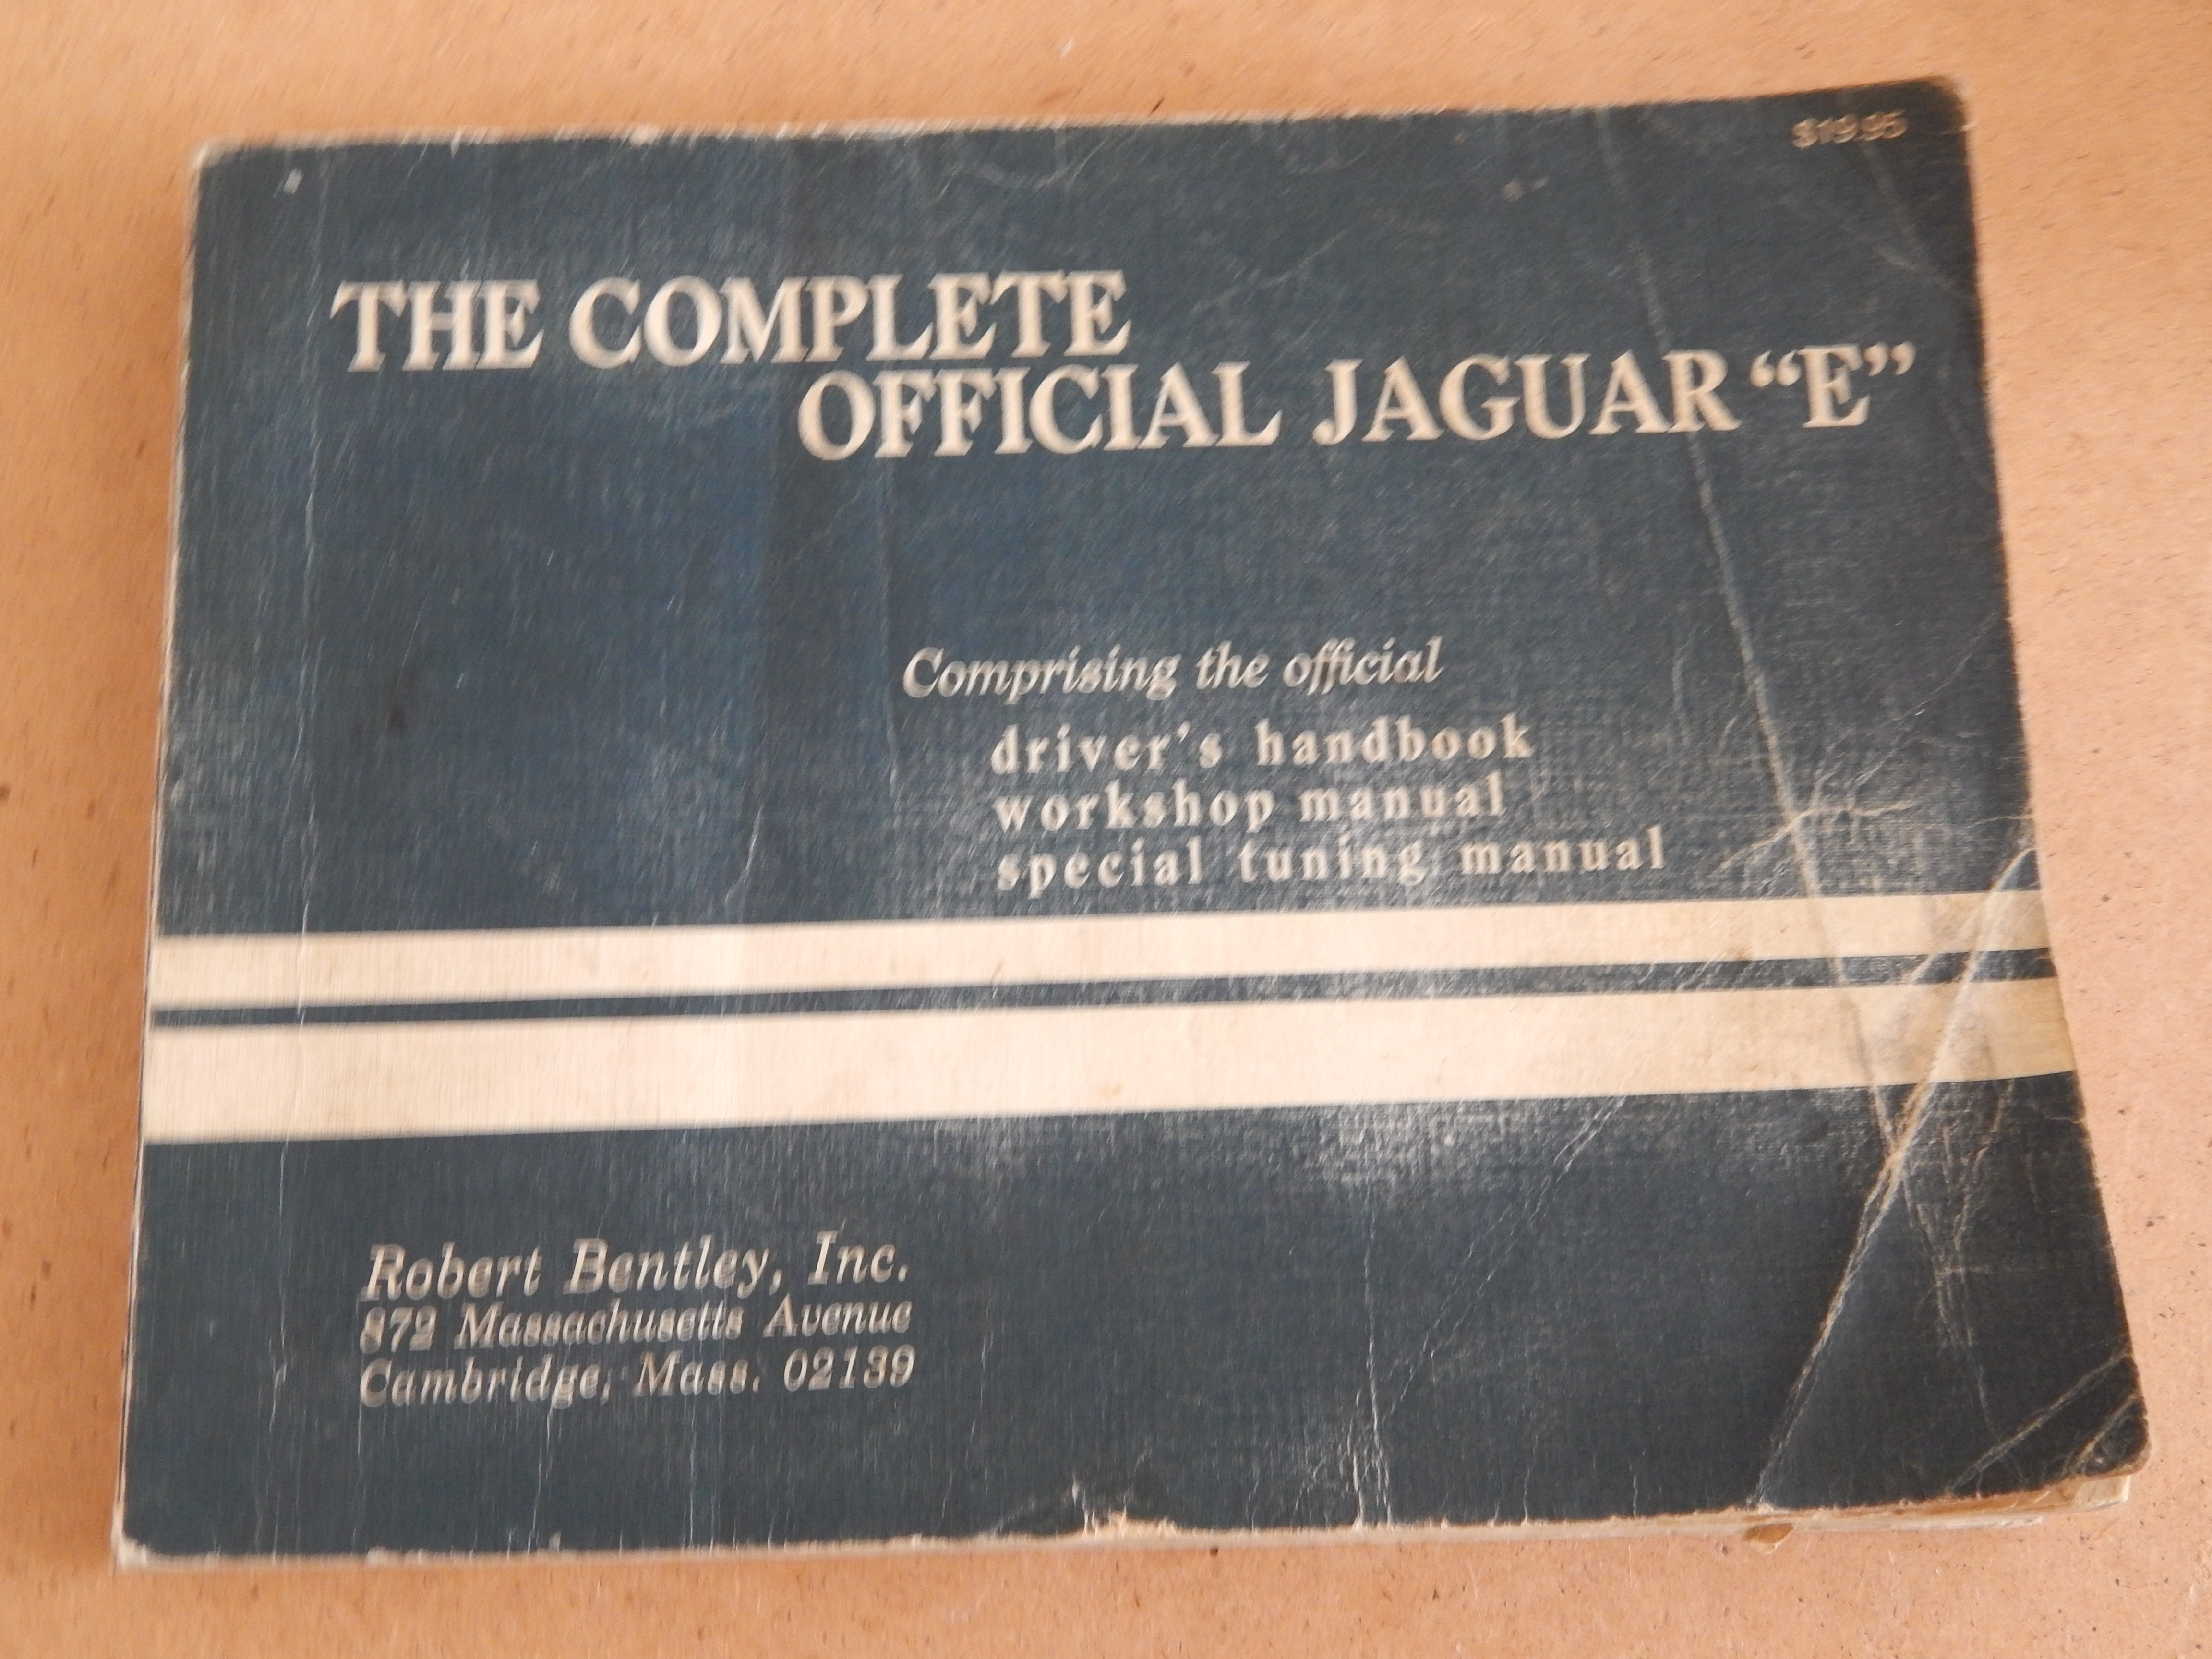 $19.95
THE COMPLETE
OFFICIAL JAGUAR “E”
Comprising the official
driver's handbook
workshop manual
special tuning manual
Robert Bentley, Inc.
872 Massachusetts Avenue
Cambridge, Mass. 02139